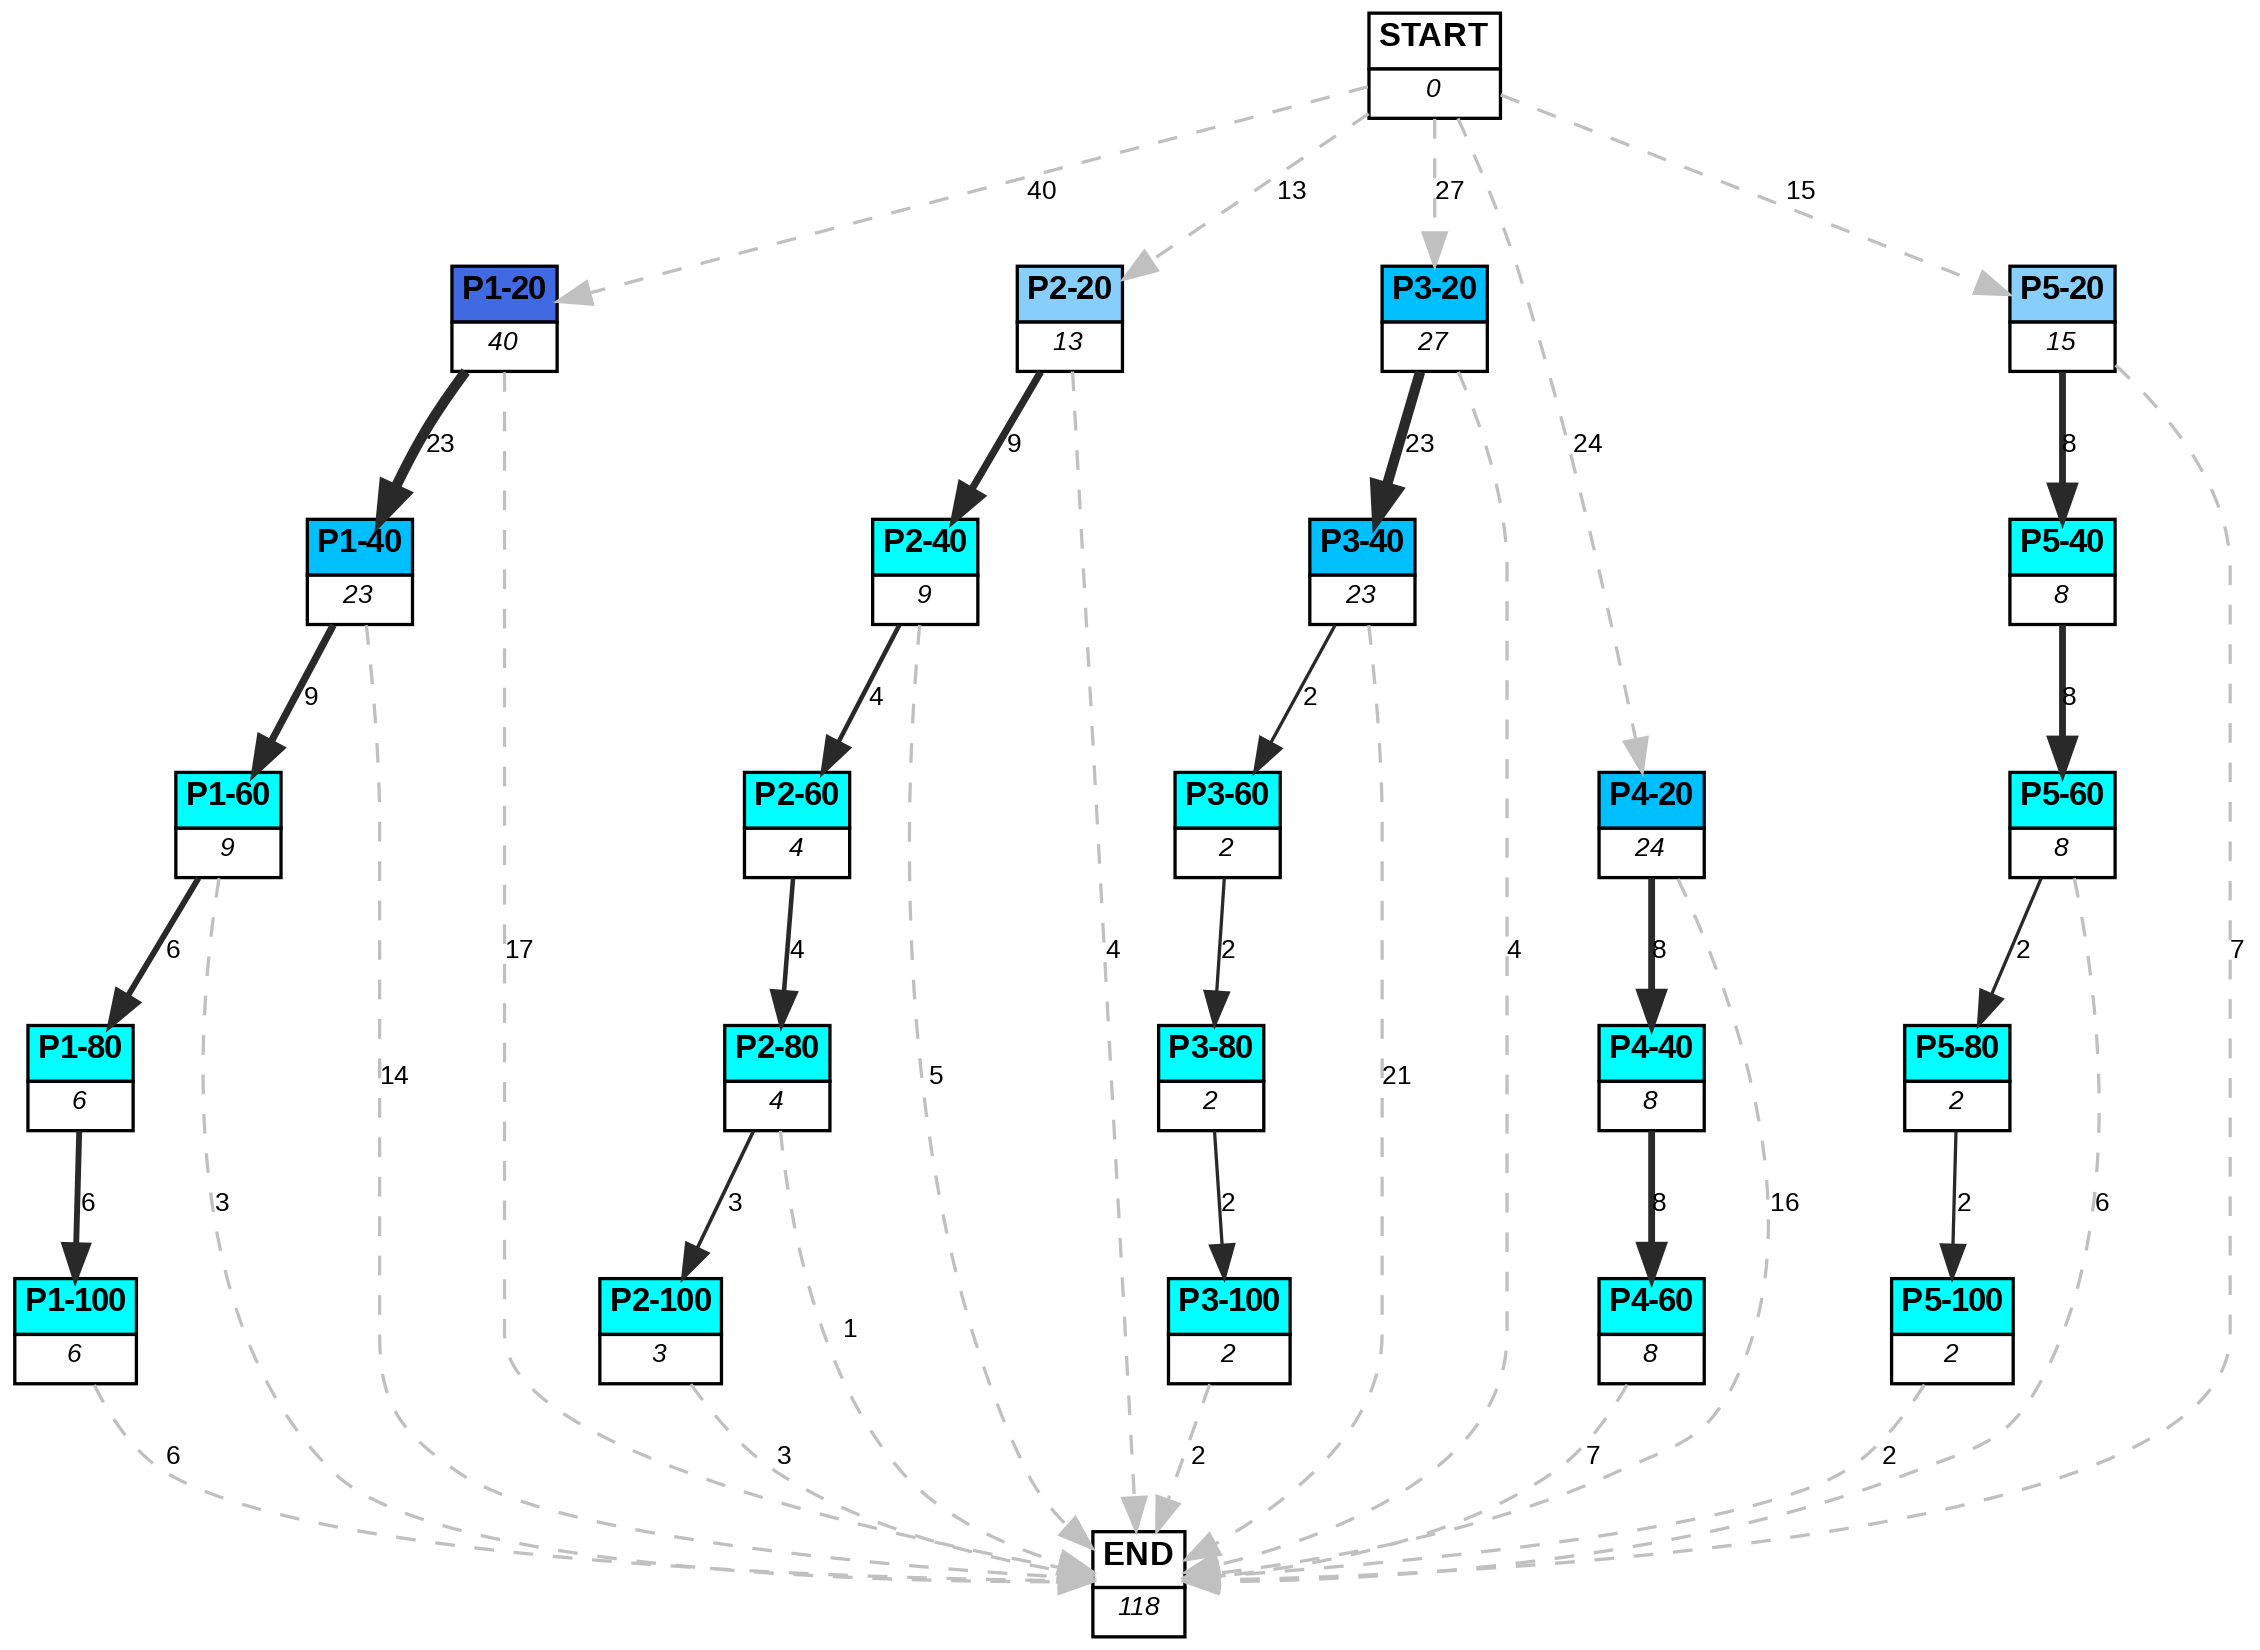 START
0
40
13
27
15
P1-20
40
P2-20
13
P3-20
27
P5-20
15
23
9
23
24
8
P1-40
23
P2-40
9
P3-40
23
P5-40
8
9
4
2
8
P1-60
9
P2-60
4
P3-60
2
P4-20
24
P5-60
8
6
17
4
4
2
4
8
2
7
P1-80
6
14
P2-80
4
5
P3-80
2
21
P4-40
8
P5-80
2
6
3
3
2
8
16
2
6
P1-100
6
P2-100
3
1
P3-100
2
P4-60
8
P5-100
2
6
3
2
7
2
END
118